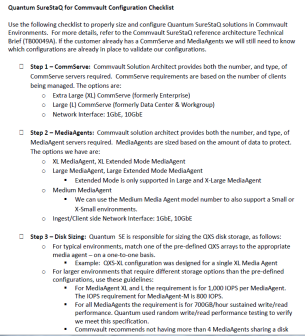 Quantum SureStaQ for Commvault Configuration Checklist
Use the following checklist to properly size and configure Quantum SureStaQ solutions in Commvault
Environments. For more details, refer to the Commvault SureStaQ reference architecture Technical
Brief (TB00049A). If the customer already has a CommServe and MediaAgents we will still need to know
which configurations are already in place to validate our configurations.
☐ Step 1 – CommServe: Commvault Solution Architect provides both the number, and type, of
CommServe servers required. CommServe requirements are based on the number of clients
being managed. The options are:
o Extra Large (XL) CommServe (formerly Enterprise)
o Large (L) CommServe (formerly Data Center & Workgroup)
o Network Interface: 1GbE, 10GbE
☐ Step 2 – MediaAgents: Commvault solution architect provides both the number, and type, of
MediaAgent servers required. MediaAgents are sized based on the amount of data to protect.
The options we have are:
o XL MediaAgent, XL Extended Mode MediaAgent
o Large MediaAgent, Large Extended Mode MediaAgent
▪ Extended Mode is only supported in Large and X-Large MediaAgent
o Medium MediaAgent
▪ We can use the Medium Media Agent model number to also support a Small or
X-Small environments.
o Ingest/Client side Network Interface: 1GbE, 10GbE
☐ Step 3 – Disk Sizing: Quantum SE is responsible for sizing the QXS disk storage, as follows:
o For typical environments, match one of the pre-defined QXS arrays to the appropriate
media agent – on a one-to-one basis.
▪ Example: QXS-XL configuration was designed for a single XL Media Agent
o For larger environments that require different storage options than the pre-defined
configurations, use these guidelines:
▪ For MediaAgent XL and L the requirement is for 1,000 IOPS per MediaAgent.
The IOPS requirement for MediaAgent-M is 800 IOPS.
▪ For all MediaAgents the requirement is for 700GB/hour sustained write/read
performance. Quantum used random write/read performance testing to verify
we meet this specification.
▪ Commvault recommends not having more than 4 MediaAgents sharing a disk